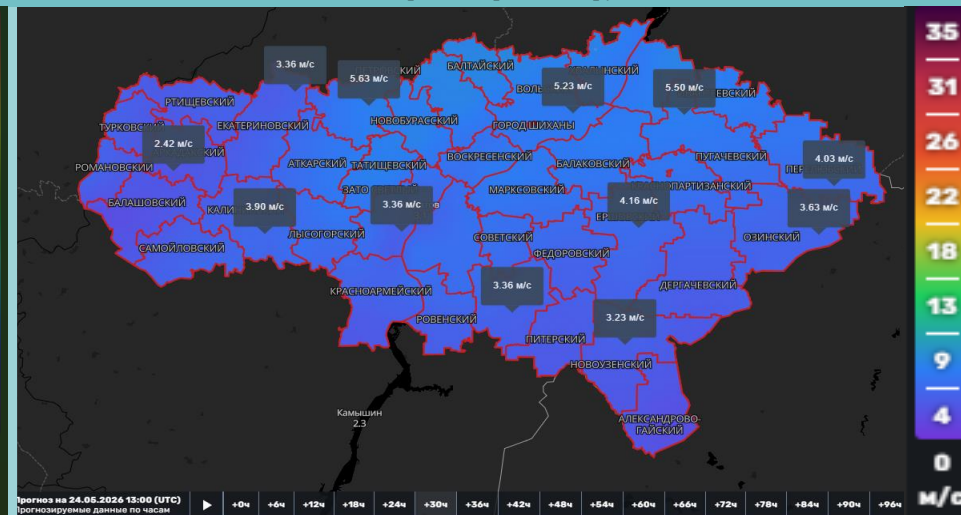 3.36 м/с
5.63 м/с
БАЛТАЙСКИЙ
5.23 м/с
5.50 м/с
РТИЩЕВСКИЙ
ЕКАТЕРИНОВСКИЙ
НОВОБУРАССКИЙ
ГОРОД ШИХАНЫ
2.42 м/с
РОМАНОВСКИЙ
АТКАРСКИЙ
ТАТИЩЕВСКИЙ
ВОСКРЕСЕНСКИЙ
БАЛАКОВСКИЙ
ПУГАЧЕВСКИЙ
4.03 м/с
ЗАТО
МАРКСОВСКИЙ
БАЛАШОВСКИЙ
3.90 м/с
3.36 м/с
4.16 м/с
3.63 м/с
ЛЫСОГОРСКИЙ
СОВЕТСКИЙ
ОЗИНСКИЙ
САМОЙЛОВСКИЙ
ФЕДОРОВСКИЙ
КРАСНОАРМЕЙСКИЙ
3.36 м/с
ДЕРГАЧЕВСКИЙ
РОВЕНСКИЙ
3.23 м/с
ПИТЕРСКИЙ
НОВОУЗЕНСКИЙ
Камышин
2.3
АЛЕКСАНДРОВО-
ГАЙСКИЙ
35
31
26
22
18
13
9
4
0
м/с
Прогноз на 24.05.2026 13:00 (UTC)
Прогнозируемые данные по часам
+0ч +6ч +12ч +18ч +24ч +30ч +36ч +42ч +48ч +54ч +60ч +66ч +72ч +78ч +84ч +90ч +96ч